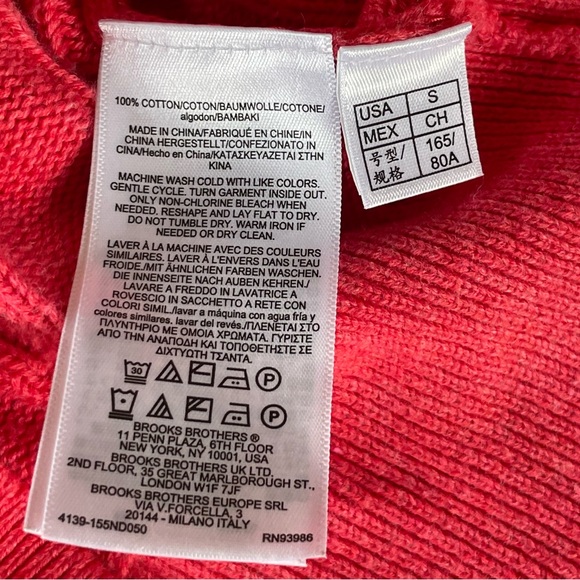 100% COTTON/COTON/BAUMWOLLE/COTONE/
algodon/BAMBAKI
MADE IN CHINA/FABRIQUÉ EN CHINE/IN
CHINA HERGESTELLT/CONFEZIONATO IN
CINA/Hecho en China/ΚΑΤΑΣΚΕΥΑΖΕΤΑΙ ΣΤΗΝ
KINA
MACHINE WASH COLD WITH LIKE COLORS.
GENTLE CYCLE. TURN GARMENT INSIDE OUT.
ONLY NON-CHLORINE BLEACH WHEN
NEEDED. RESHAPE AND LAY FLAT TO DRY.
DO NOT TUMBLE DRY. WARM IRON IF
NEEDED OR DRY CLEAN.
LAVER À LA MACHINE AVEC DES COULEURS
SIMILAIRES. LAVER À L'ENVERS DANS L'EAU
FROIDE./MIT ÄHNLICHEN FARBEN WASCHEN.
DIE INNENSEITE NACH AUßEN KEHREN./
LAVARE A FREDDO IN LAVATRICE A
ROVESCIO IN SACCHETTO A RETE CON
COLORI SIMIL./lavar a máquina con agua fría y
colores similares. lavar del revés./ΠΛΕΝΕΤΑΙ ΣΤΟ
ΠΛΥΝΤΗΡΙΟ ΜΕ ΟΜΟΙΑ ΧΡΩΜΑΤΑ. ΓΥΡΙΣΤΕ
ΑΠΟ ΤΗΝ ΑΝΑΠΟΔΗ ΚΑΙ ΤΟΠΟΘΕΤΗΣΤΕ ΣΕ
ΔΙΧΤΥΩΤΗ ΤΣΑΝΤΑ.
30 P
P
BROOKS BROTHERS ®
11 PENN PLAZA, 6TH FLOOR
NEW YORK, NY 10001, USA
BROOKS BROTHERS UK LTD.
2ND FLOOR, 35 GREAT MARLBOROUGH ST.,
LONDON W1F 7JF
BROOKS BROTHERS EUROPE SRL
VIA V.FORCELLA, 3
20144 - MILANO ITALY
4139-155ND050 RN93986
USA S
MEX CH
号型/ 165/
规格 80A